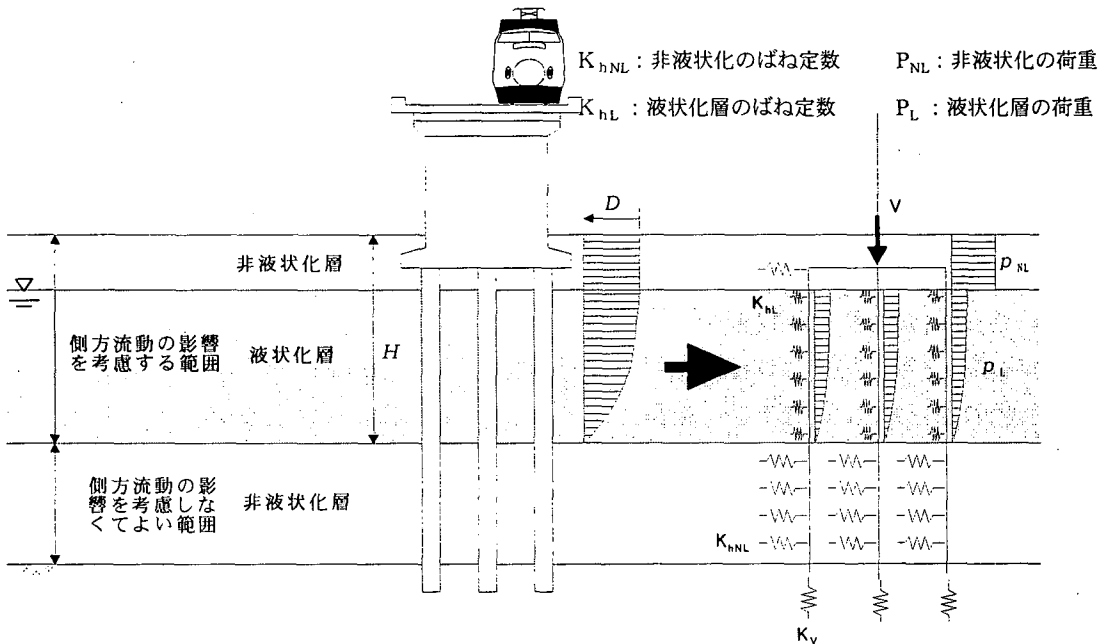 K_hNL：非液状化のばね定数
P_NL：非液状化の荷重
K_hL：液状化層のばね定数
P_L：液状化層の荷重
D
V
非液状化層
p_NL
K_hL
側方流動の影響
を考慮する範囲
液状化層
H
p_L
側方流動の影
響を考慮しな
くてよい範囲
非液状化層
K_hNL
K_V